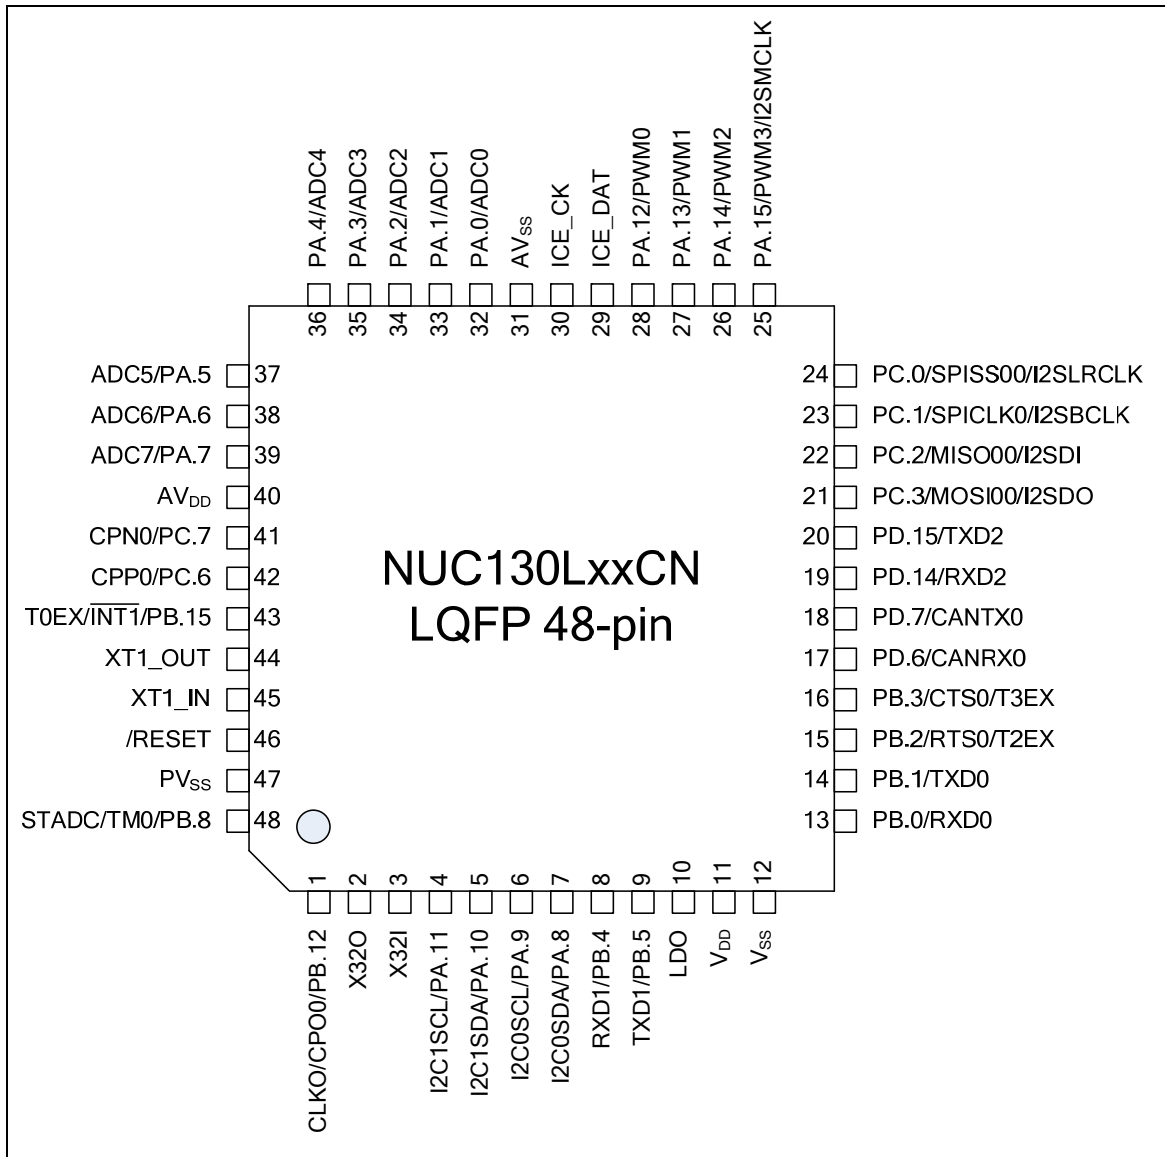 PA.4/ADC4
PA.3/ADC3
PA.2/ADC2
PA.1/ADC1
PA.0/ADC0
AVSS
ICE_CK
ICE_DAT
PA.12/PWM0
PA.13/PWM1
PA.14/PWM2
PA.15/PWM3/I2SMCLK
36
35
34
33
32
31
30
29
28
27
26
25
ADC5/PA.5 37
ADC6/PA.6 38
ADC7/PA.7 39
AVDD 40
CPN0/PC.7 41
CPP0/PC.6 42
T0EX/INT1/PB.15 43
XT1_OUT 44
XT1_IN 45
/RESET 46
PVSS 47
STADC/TM0/PB.8 48
NUC130LxxCN
LQFP 48-pin
24 PC.0/SPISS00/I2SLRCLK
23 PC.1/SPICLK0/I2SBCLK
22 PC.2/MISO00/I2SDI
21 PC.3/MOSI00/I2SDO
20 PD.15/TXD2
19 PD.14/RXD2
18 PD.7/CANTX0
17 PD.6/CANRX0
16 PB.3/CTS0/T3EX
15 PB.2/RTS0/T2EX
14 PB.1/TXD0
13 PB.0/RXD0
1
2
3
4
5
6
7
8
9
10
11
12
CLKO/CPO0/PB.12
X32O
X32I
I2C1SCL/PA.11
I2C1SDA/PA.10
I2C0SCL/PA.9
I2C0SDA/PA.8
RXD1/PB.4
TXD1/PB.5
LDO
VDD
VSS